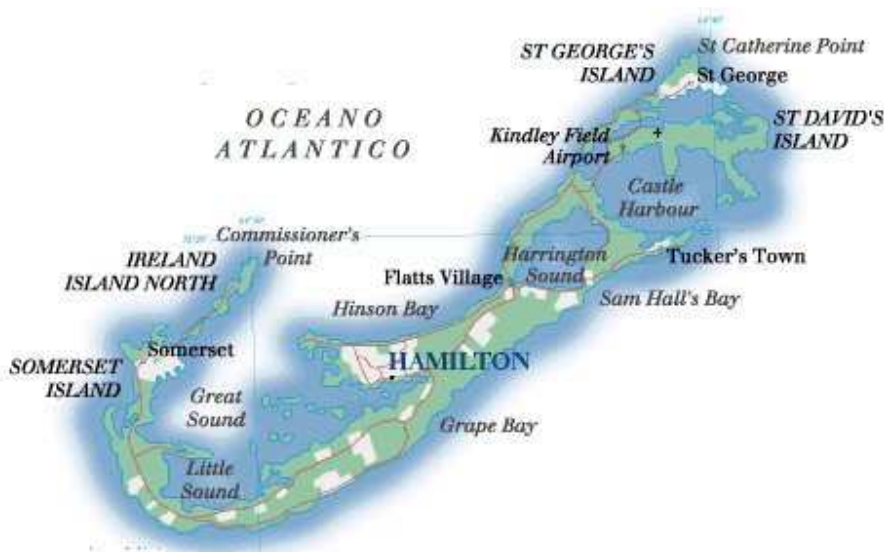 ST GEORGE'S
ISLAND
St Catherine Point
St George
OCEANO
ATLANTICO
ST DAVID'S
ISLAND
Kindley Field
Airport
Castle
Harbour
Commissioner's
Point
IRELAND
ISLAND NORTH
Harrington
Sound
Tucker's Town
Flatts Village
Hinson Bay
Sam Hall's Bay
Somerset
HAMILTON
SOMERSET
ISLAND
Great
Sound
Grape Bay
Little
Sound